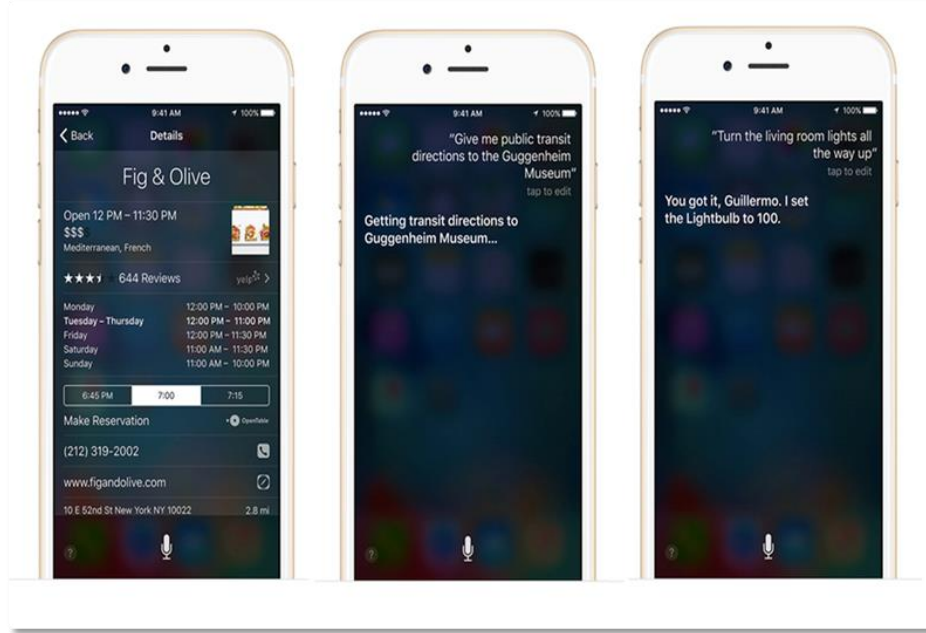 9:41 AM 100%
Back Details
Fig & Olive
Open 12 PM – 11:30 PM
$$$$
Mediterranean, French
644 Reviews yelp
Monday 12:00 PM – 10:00 PM
Tuesday – Thursday 12:00 PM – 11:00 PM
Friday 12:00 PM – 11:30 PM
Saturday 11:00 AM – 11:30 PM
Sunday 11:00 AM – 10:00 PM
6:45 PM 7:00 7:15
Make Reservation OpenTable
(212) 319-2002
www.figandolive.com
10 E 52nd St New York NY 10022 2.8 mi
?
9:41 AM 100%
"Give me public transit
directions to the Guggenheim
Museum"
tap to edit
Getting transit directions to
Guggenheim Museum...
?
9:41 AM 100%
"Turn the living room lights all
the way up"
tap to edit
You got it, Guillermo. I set
the Lightbulb to 100.
?